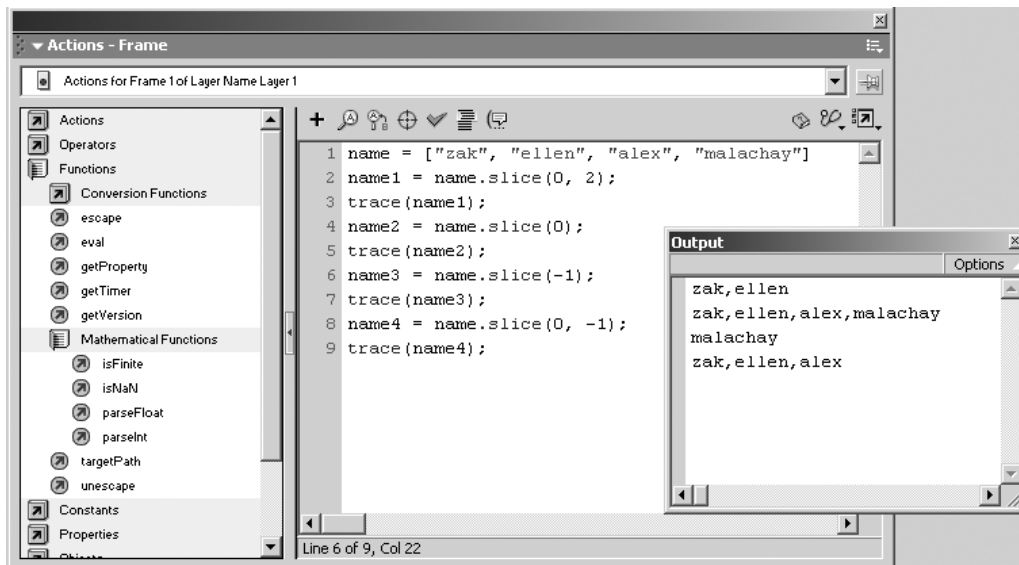 Actions - Frame
Actions for Frame 1 of Layer Name Layer 1
Actions
Operators
Functions
Conversion Functions
escape
eval
getProperty
getTimer
getVersion
Mathematical Functions
isFinite
isNaN
parseFloat
parseInt
targetPath
unescape
Constants
Properties
1 name = ["zak", "ellen", "alex", "malachay"]
2 name1 = name.slice(0, 2);
3 trace(name1);
4 name2 = name.slice(0);
5 trace(name2);
6 name3 = name.slice(-1);
7 trace(name3);
8 name4 = name.slice(0, -1);
9 trace(name4);
Line 6 of 9, Col 22
Output
Options
zak,ellen
zak,ellen,alex,malachay
malachay
zak,ellen,alex